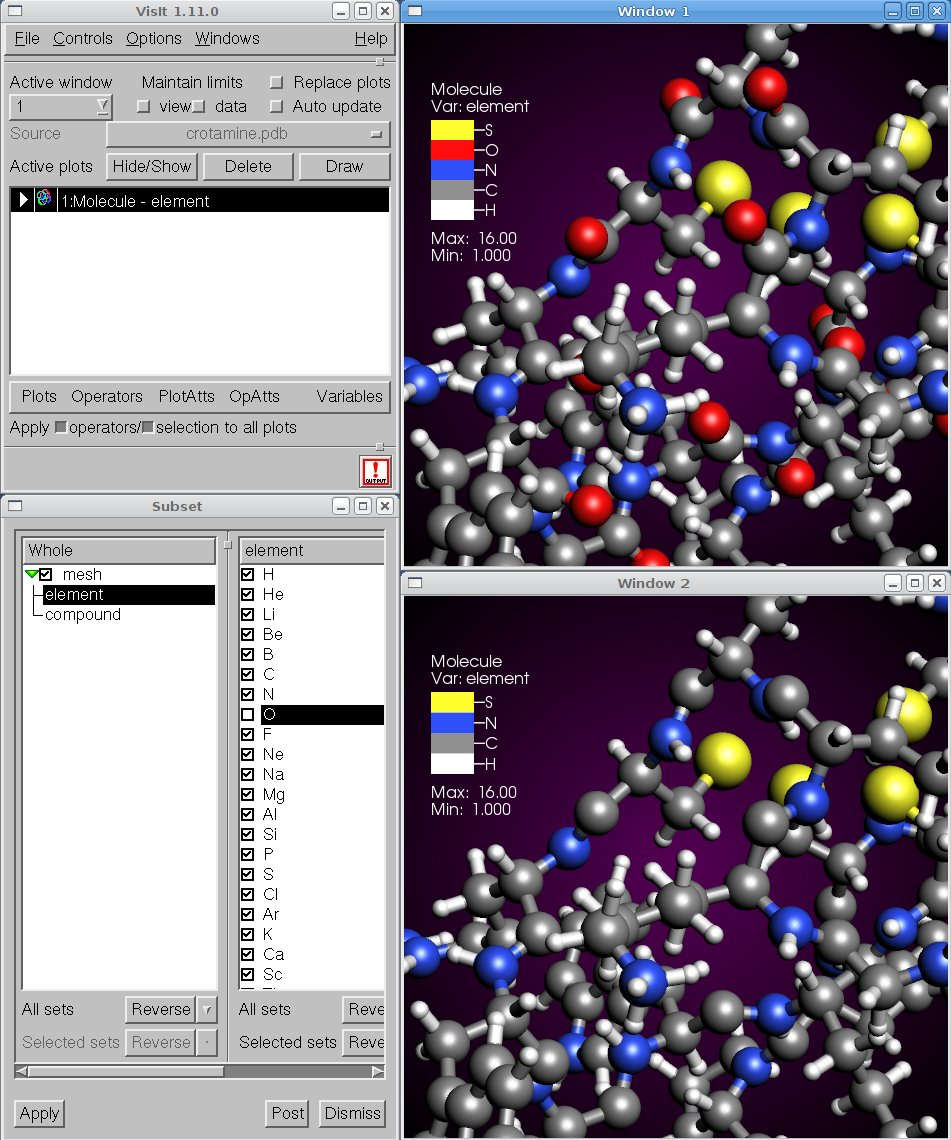 VisIt 1.11.0
File Controls Options Windows Help
Active window Maintain limits Replace plots
1 view data Auto update
Source crotamine.pdb
Active plots Hide/Show Delete Draw
1:Molecule - element
Plots Operators PlotAtts OpAtts Variables
Apply operators/ selection to all plots
! OUTPUT
Subset
Whole
mesh
element
compound
element
H
He
Li
Be
B
C
N
O
F
Ne
Na
Mg
Al
Si
P
S
Cl
Ar
K
Ca
Sc
All sets Reverse
Selected sets Reverse
All sets Reve
Selected sets Reve
Apply Post Dismiss
Window 1
Molecule
Var: element
S
O
N
C
H
Max: 16.00
Min: 1.000
Window 2
Molecule
Var: element
S
N
C
H
Max: 16.00
Min: 1.000